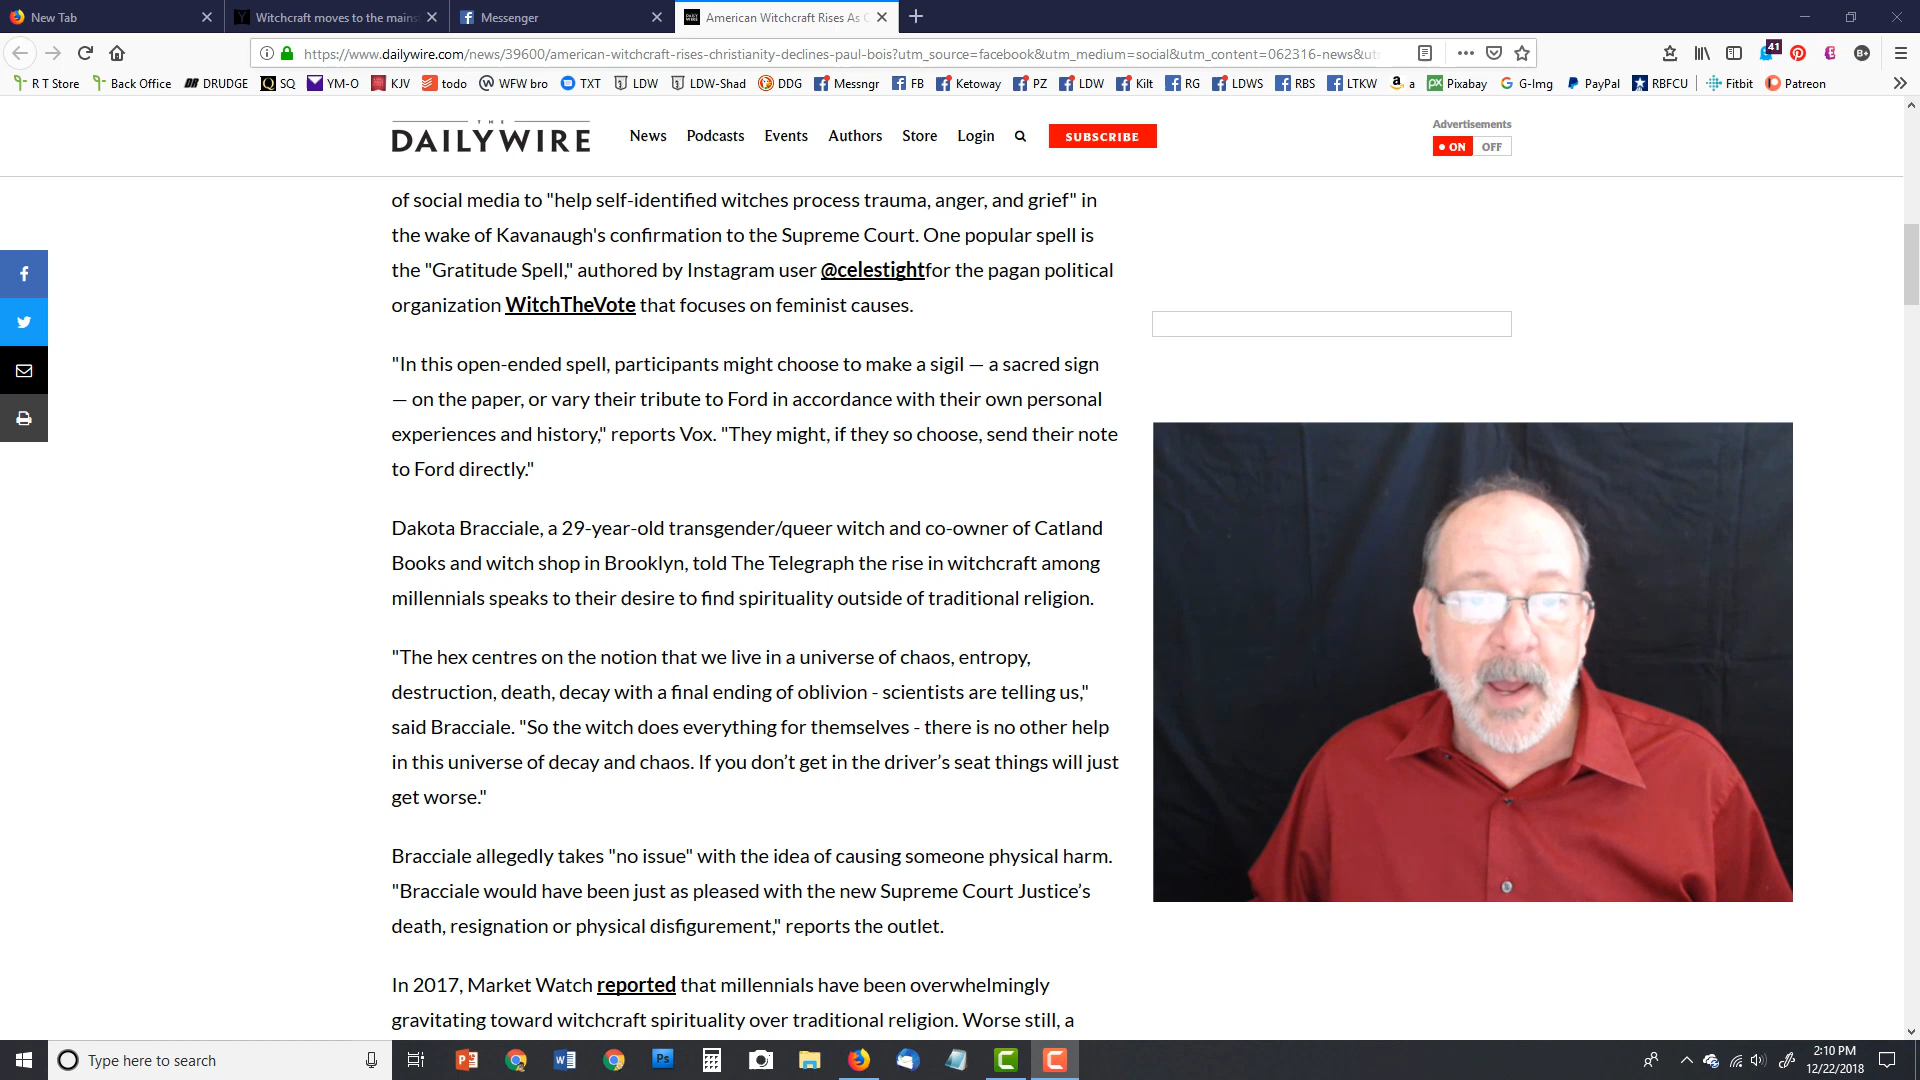 New Tab
Witchcraft moves to the mains
Messenger
American Witchcraft Rises As C
https://www.dailywire.com/news/39600/american-witchcraft-rises-christianity-declines-paul-bois?utm_source=facebook&utm_medium=social&utm_content=062316-news&ut
41
R T Store
Back Office
DRUDGE
SQ
YM-O
KJV
todo
WFW bro
TXT
LDW
LDW-Shad
DDG
Messngr
FB
Ketoway
PZ
LDW
Kilt
RG
LDWS
RBS
LTKW
a
Pixabay
G-Img
PayPal
RBFCU
Fitbit
Patreon
THE
DAILYWIRE
News
Podcasts
Events
Authors
Store
Login
SUBSCRIBE
Advertisements
ON
OFF
of social media to "help self-identified witches process trauma, anger, and grief" in
the wake of Kavanaugh's confirmation to the Supreme Court. One popular spell is
the "Gratitude Spell," authored by Instagram user @celestightfor the pagan political
organization WitchTheVote that focuses on feminist causes.
"In this open-ended spell, participants might choose to make a sigil — a sacred sign
— on the paper, or vary their tribute to Ford in accordance with their own personal
experiences and history," reports Vox. "They might, if they so choose, send their note
to Ford directly."
Dakota Bracciale, a 29-year-old transgender/queer witch and co-owner of Catland
Books and witch shop in Brooklyn, told The Telegraph the rise in witchcraft among
millennials speaks to their desire to find spirituality outside of traditional religion.
"The hex centres on the notion that we live in a universe of chaos, entropy,
destruction, death, decay with a final ending of oblivion - scientists are telling us,"
said Bracciale. "So the witch does everything for themselves - there is no other help
in this universe of decay and chaos. If you don’t get in the driver’s seat things will just
get worse."
Bracciale allegedly takes "no issue" with the idea of causing someone physical harm.
"Bracciale would have been just as pleased with the new Supreme Court Justice’s
death, resignation or physical disfigurement," reports the outlet.
In 2017, Market Watch reported that millennials have been overwhelmingly
gravitating toward witchcraft spirituality over traditional religion. Worse still, a
Type here to search
2:10 PM
12/22/2018